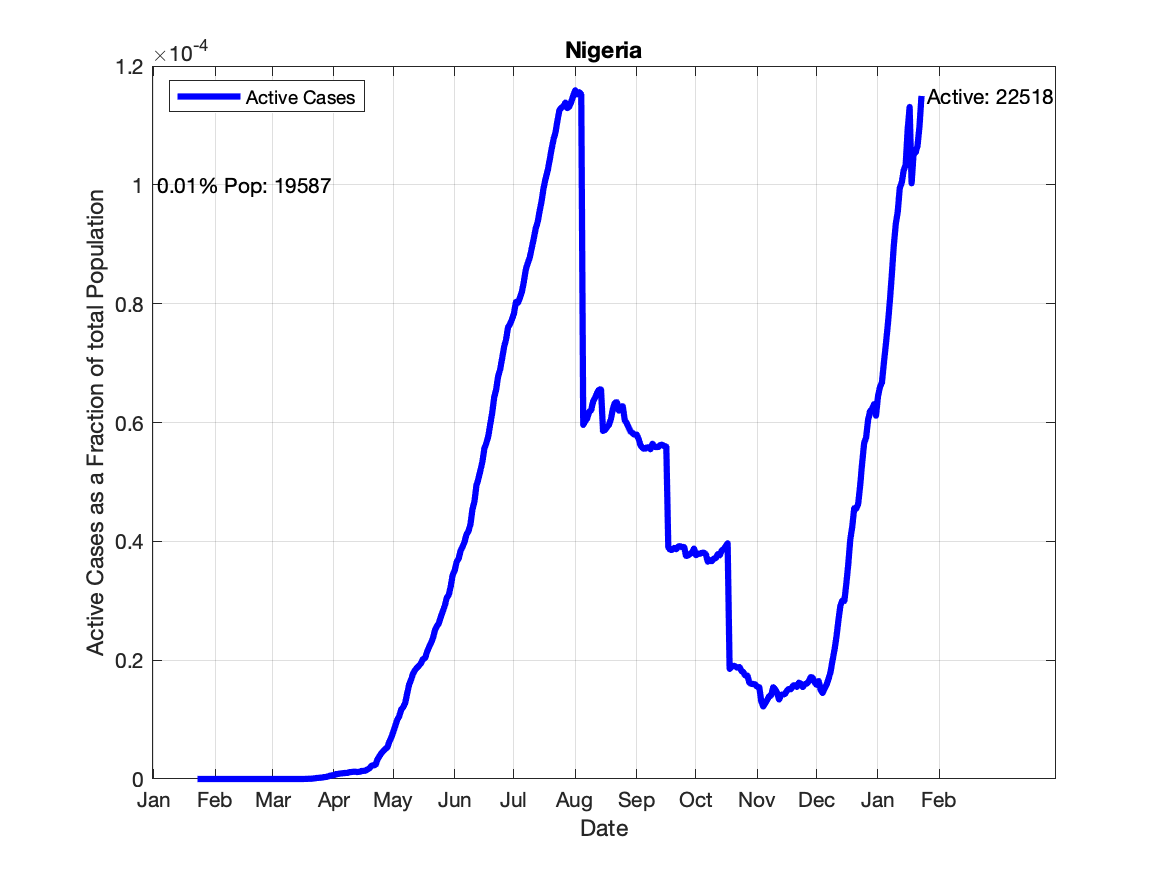 Nigeria
×10-4
1.2
1
0.8
0.6
0.4
0.2
0
Active Cases
Active: 22518
0.01% Pop: 19587
Active Cases as a Fraction of total Population
Jan Feb Mar Apr May Jun Jul Aug Sep Oct Nov Dec Jan Feb
Date